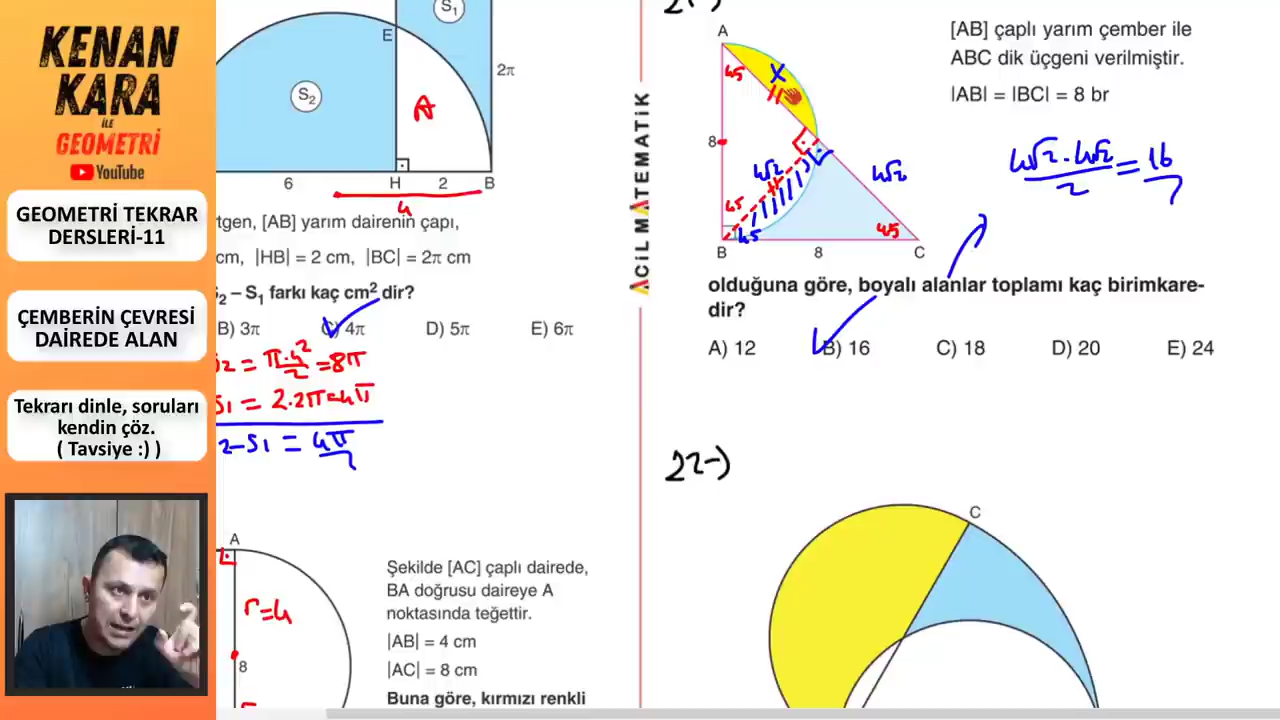 KENAN
KARA
İLE
GEOMETRİ
YouTube
GEOMETRİ TEKRAR
DERSLERİ-11
ÇEMBERİN ÇEVRESİ
DAİREDE ALAN
Tekrarı dinle, soruları
kendin çöz.
( Tavsiye :) )
S1
S2
E
A
2π
6
H
2
B
4
tgen, [AB] yarım dairenin çapı,
cm, |HB| = 2 cm, |BC| = 2π cm
S2 – S1 farkı kaç cm² dir?
B) 3π
C) 4π
D) 5π
E) 6π
2 = π.4²/2 = 8π
S1 = 2.2π = 4π
2-S1 = 4π
A
r=4
8
Şekilde [AC] çaplı dairede,
BA doğrusu daireye A
noktasında teğettir.
|AB| = 4 cm
|AC| = 8 cm
Buna göre, kırmızı renkli
ACİL MATEMATİK
A
45
X
8
4√2
4√2
45
45
45
B
8
C
[AB] çaplı yarım çember ile
ABC dik üçgeni verilmiştir.
|AB| = |BC| = 8 br
4√2.4√2/2 = 16
olduğuna göre, boyalı alanlar toplamı kaç birimkare-
dir?
A) 12
B) 16
C) 18
D) 20
E) 24
22-)
C